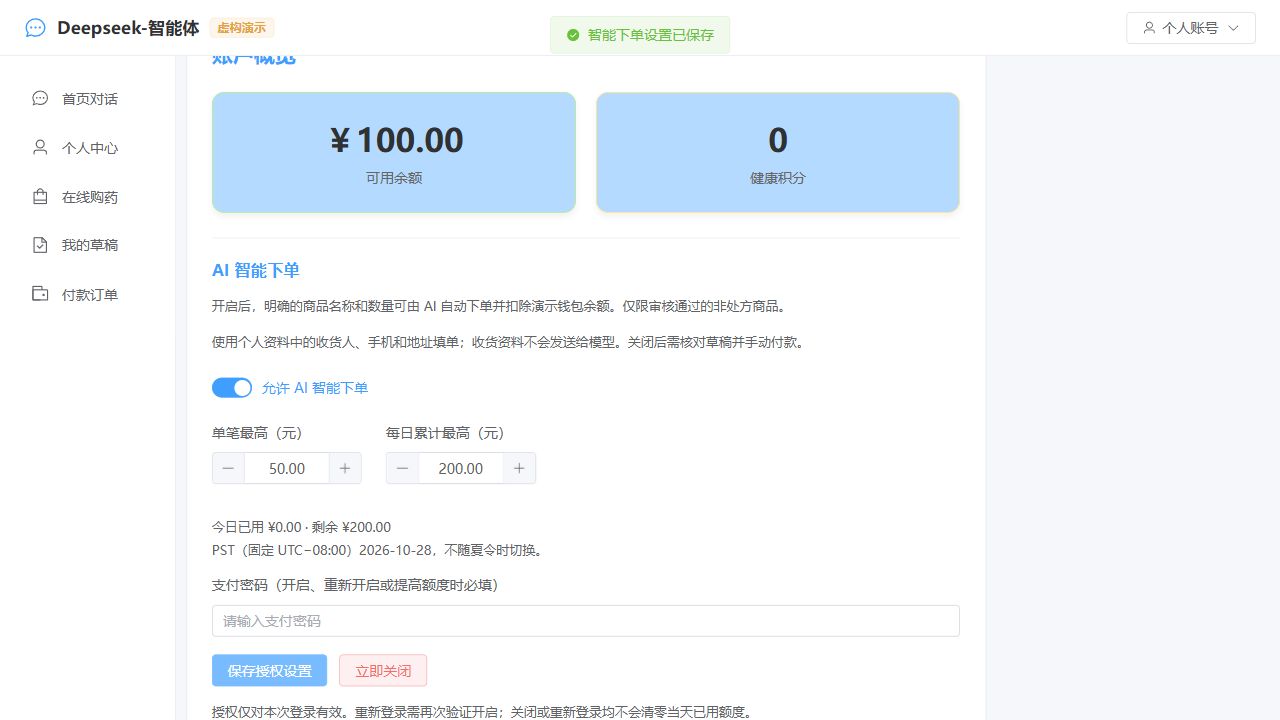 Deepseek-智能体 虚构演示
智能下单设置已保存
个人账号
首页对话
个人中心
在线购药
我的草稿
付款订单
账户概览
¥ 100.00
可用余额
0
健康积分
AI 智能下单
开启后，明确的商品名称和数量可由 AI 自动下单并扣除演示钱包余额。仅限审核通过的非处方商品。
使用个人资料中的收货人、手机和地址填单；收货资料不会发送给模型。关闭后需核对草稿并手动付款。
允许 AI 智能下单
单笔最高（元） 每日累计最高（元）
50.00 200.00
今日已用 ¥0.00 · 剩余 ¥200.00
PST（固定 UTC−08:00）2026-10-28，不随夏令时切换。
支付密码（开启、重新开启或提高额度时必填）
请输入支付密码
保存授权设置 立即关闭
授权仅对本次登录有效。重新登录需再次验证开启；关闭或重新登录均不会清零当天已用额度。